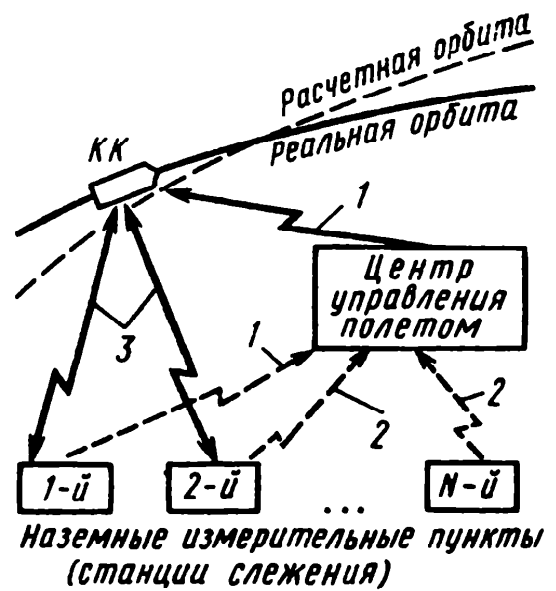 Расчетная орбита
Реальная орбита
КК
1
Центр
управления
полетом
3
1
2
2
1-й
2-й
...
N-й
Наземные измерительные пункты
(станции слежения)